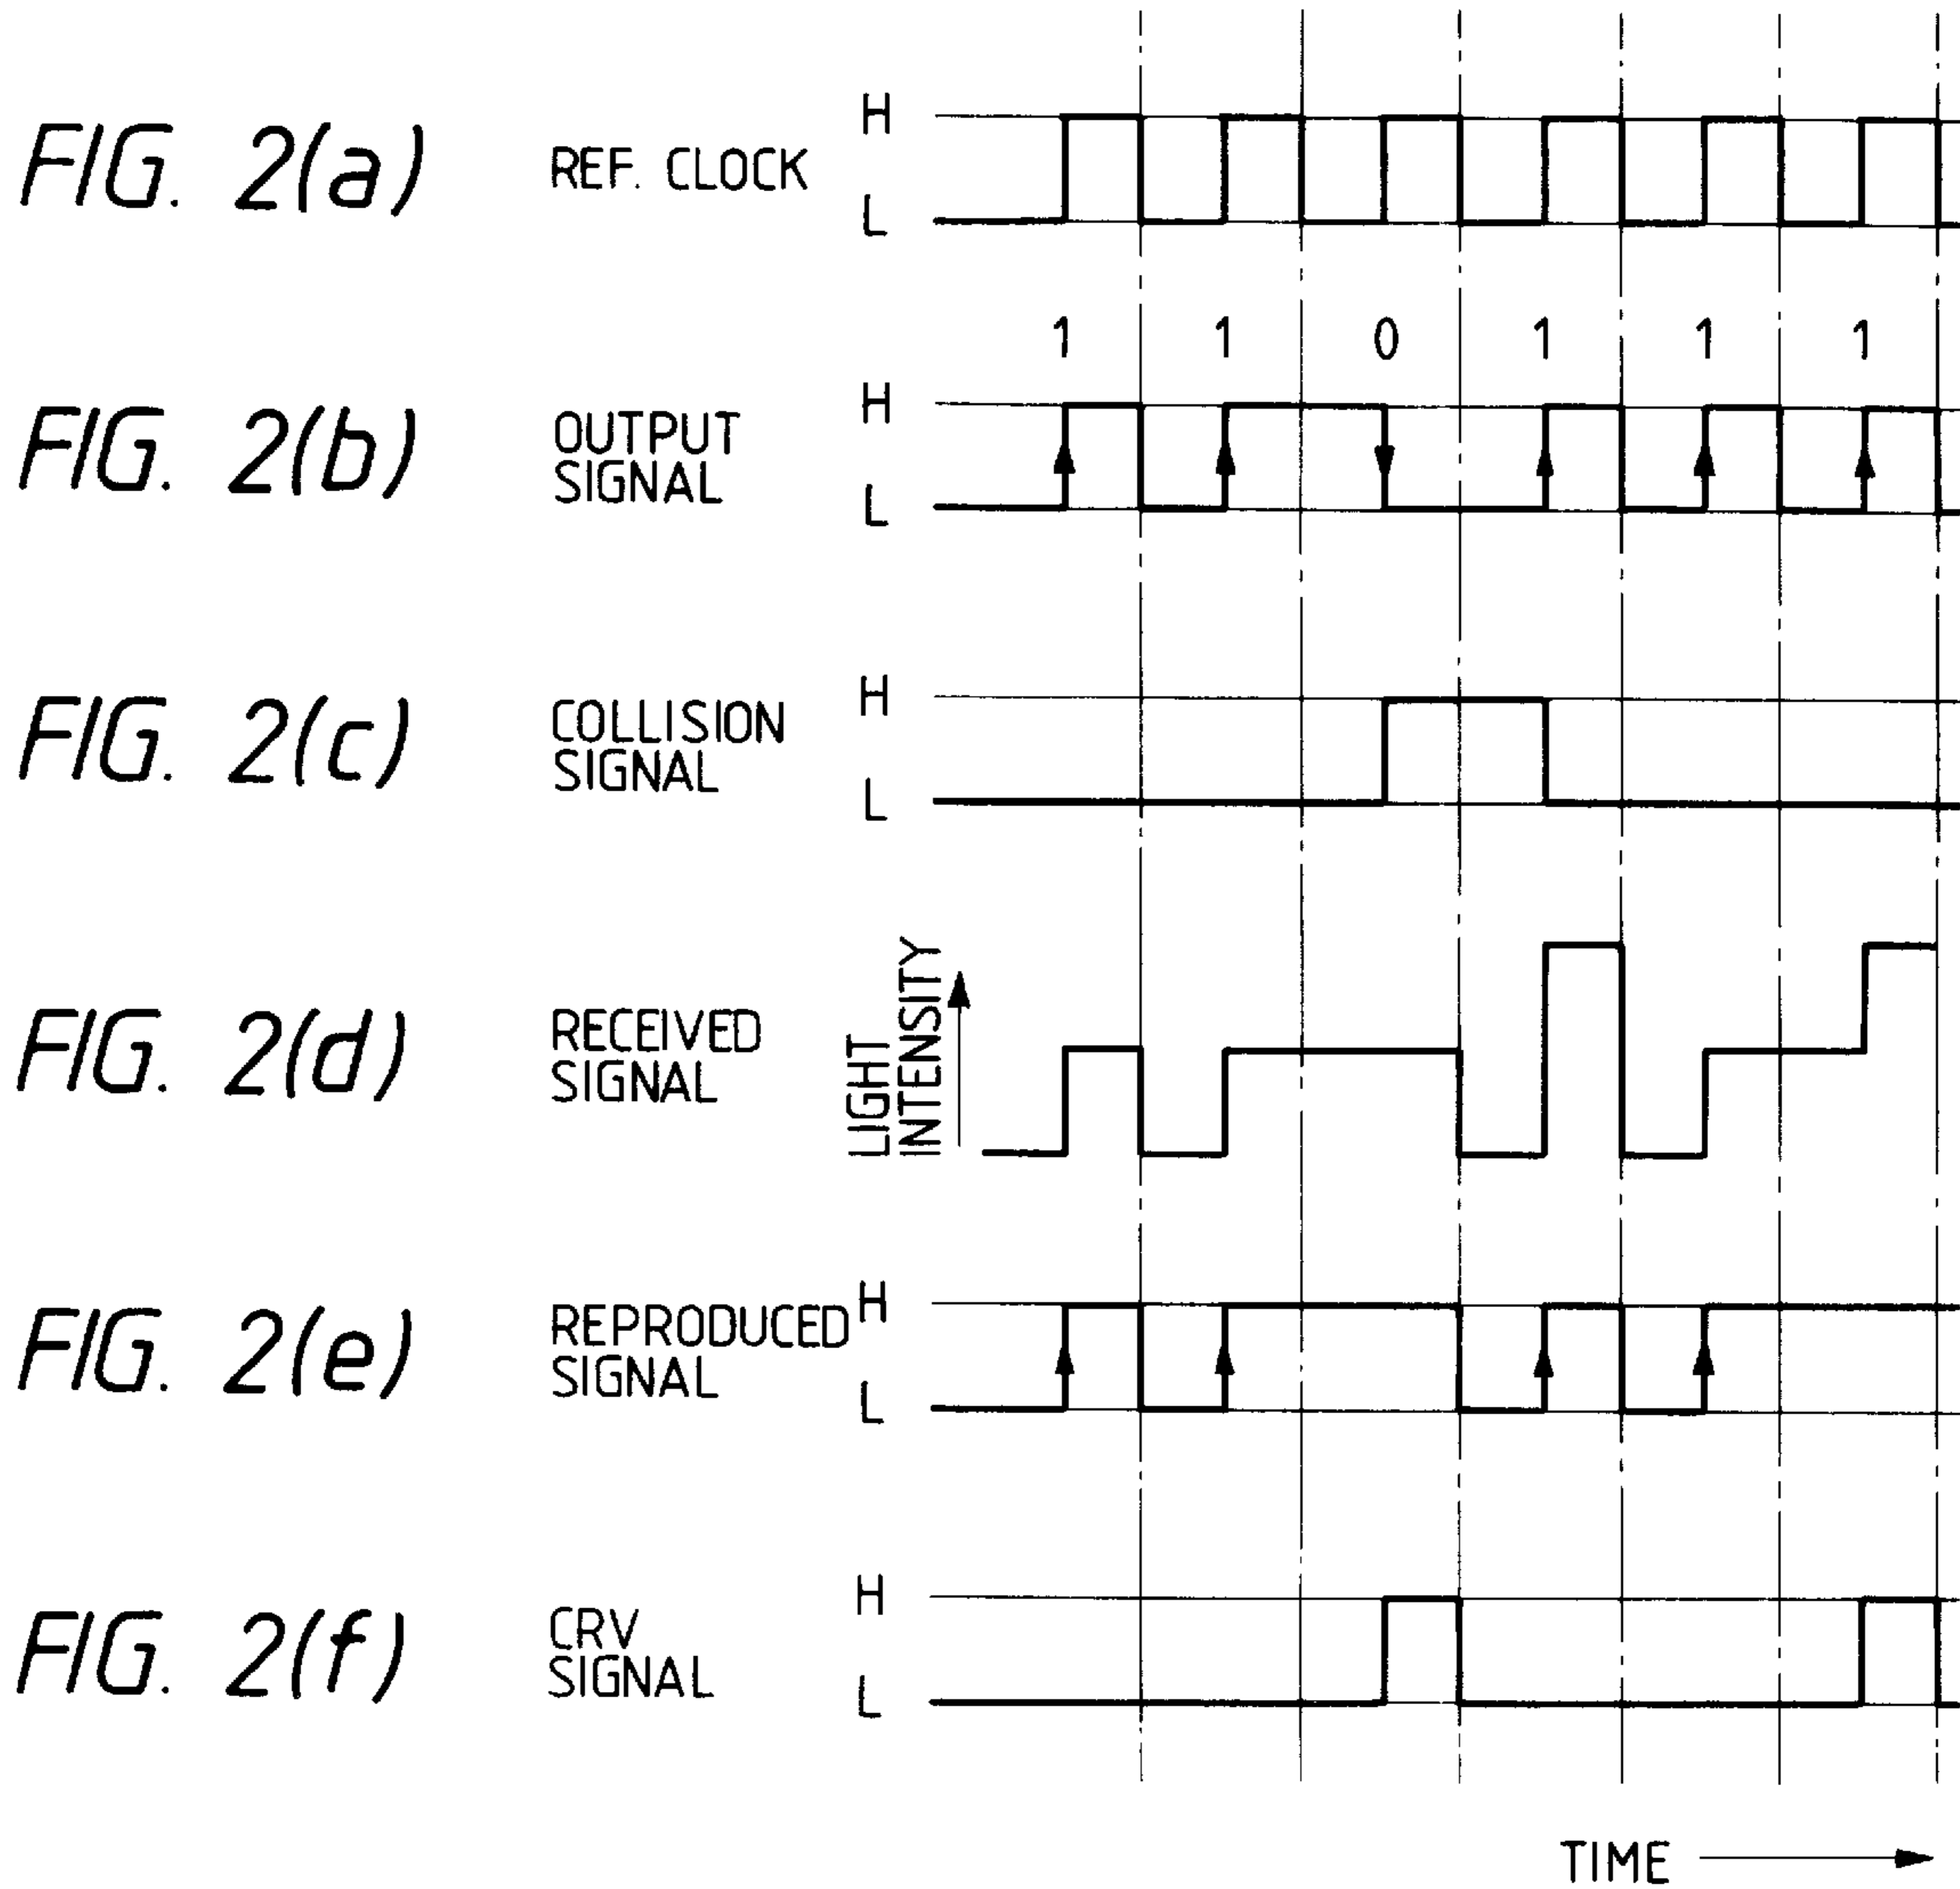 FIG. 2(a)
REF. CLOCK
H
L
1 1 0 1 1 1
FIG. 2(b)
OUTPUT
SIGNAL
H
L
FIG. 2(c)
COLLISION
SIGNAL
H
L
FIG. 2(d)
RECEIVED
SIGNAL
LIGHT
INTENSITY
FIG. 2(e)
REPRODUCED
SIGNAL
H
L
FIG. 2(f)
CRV
SIGNAL
H
L
TIME